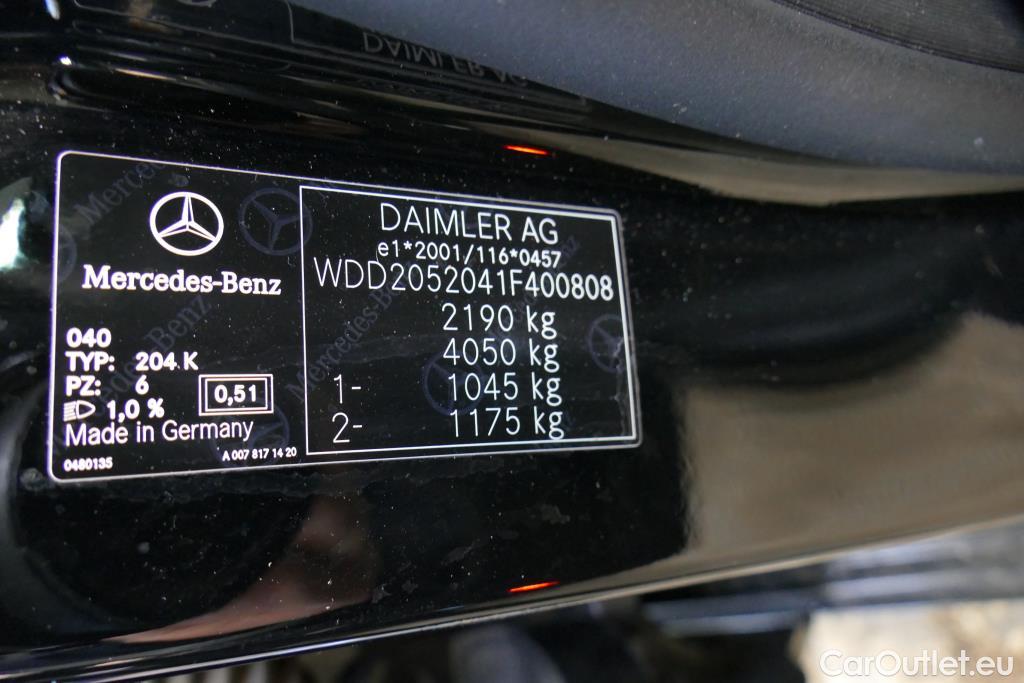 DAIMLER AG
Mercedes-Benz
040
TYP: 204 K
PZ: 6
1,0 %
0,51
Made in Germany
0480135
A 007 817 14 20
DAIMLER AG
e1*2001/116*0457
WDD2052041F400808
2190 kg
4050 kg
1- 1045 kg
2- 1175 kg
CarOutlet.eu